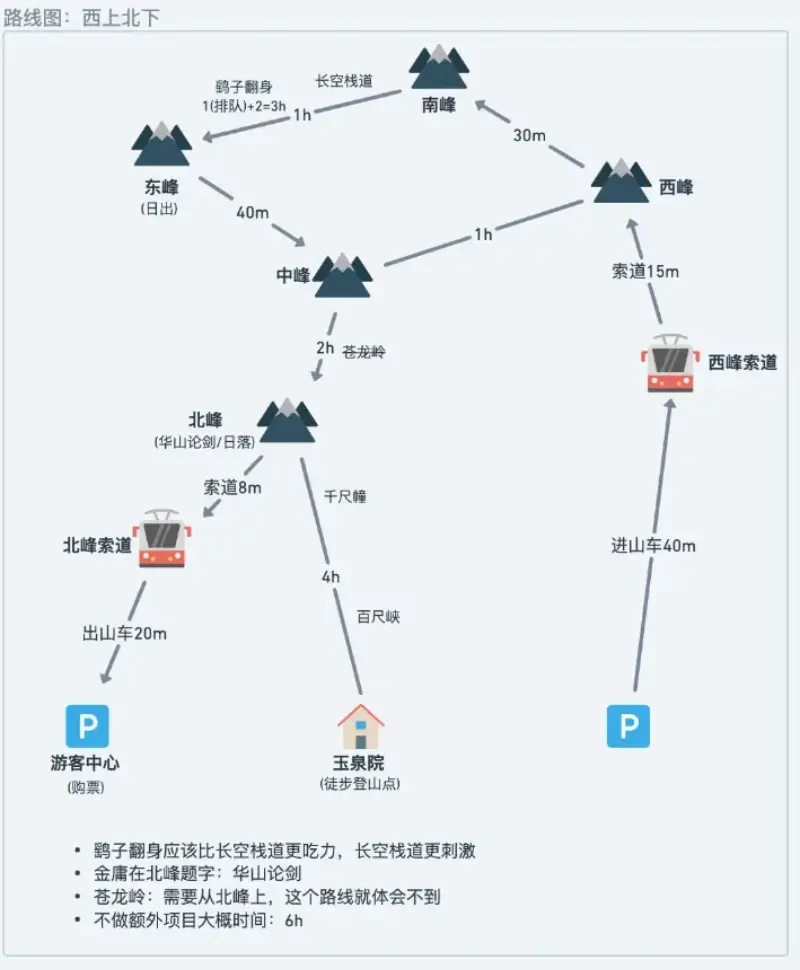 路线图：西上北下
鹞子翻身
1(排队)+2=3h
长空栈道
1h
南峰
30m
东峰
(日出)
西峰
40m
1h
中峰
索道15m
2h
苍龙岭
西峰索道
北峰
(华山论剑/日落)
索道8m
千尺幢
北峰索道
进山车40m
4h
百尺峡
出山车20m
P
P
游客中心
(购票)
玉泉院
(徒步登山点)
• 鹞子翻身应该比长空栈道更吃力，长空栈道更刺激
• 金庸在北峰题字：华山论剑
• 苍龙岭：需要从北峰上，这个路线就体会不到
• 不做额外项目大概时间：6h